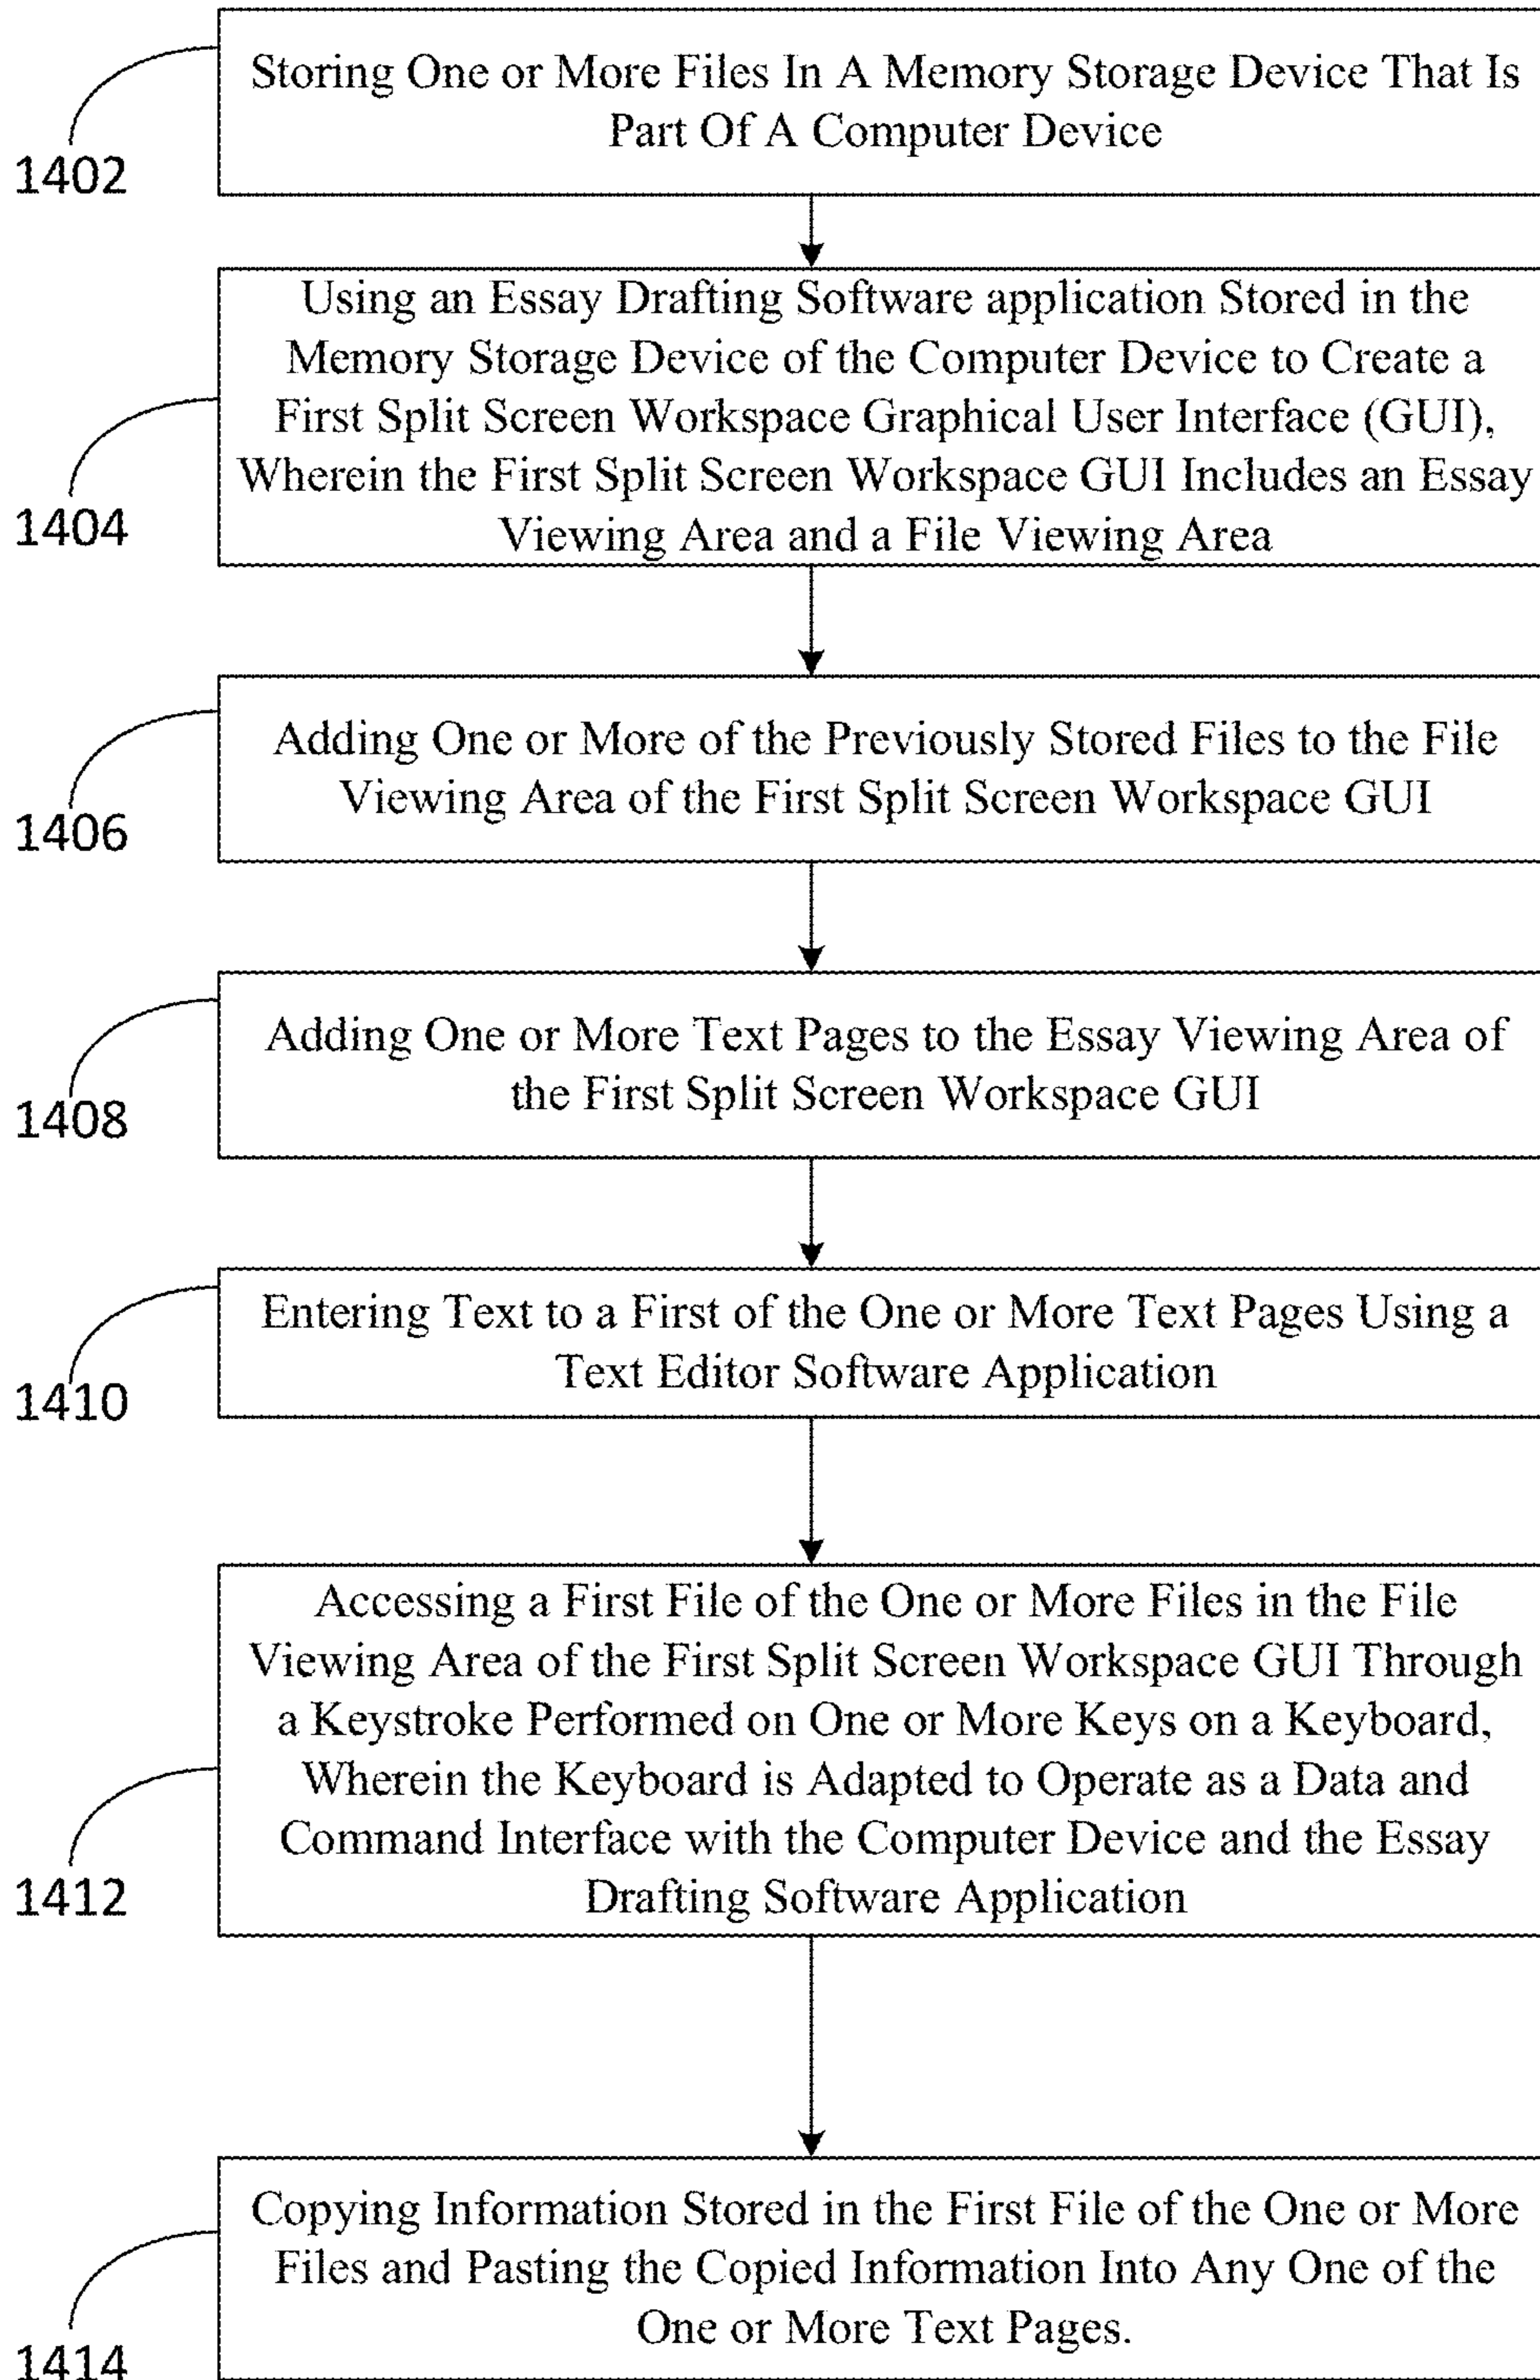 Storing One or More Files In A Memory Storage Device That Is
Part Of A Computer Device
1402
Using an Essay Drafting Software application Stored in the
Memory Storage Device of the Computer Device to Create a
First Split Screen Workspace Graphical User Interface (GUI),
Wherein the First Split Screen Workspace GUI Includes an Essay
Viewing Area and a File Viewing Area
1404
Adding One or More of the Previously Stored Files to the File
Viewing Area of the First Split Screen Workspace GUI
1406
Adding One or More Text Pages to the Essay Viewing Area of
the First Split Screen Workspace GUI
1408
Entering Text to a First of the One or More Text Pages Using a
Text Editor Software Application
1410
Accessing a First File of the One or More Files in the File
Viewing Area of the First Split Screen Workspace GUI Through
a Keystroke Performed on One or More Keys on a Keyboard,
Wherein the Keyboard is Adapted to Operate as a Data and
Command Interface with the Computer Device and the Essay
Drafting Software Application
1412
Copying Information Stored in the First File of the One or More
Files and Pasting the Copied Information Into Any One of the
One or More Text Pages.
1414